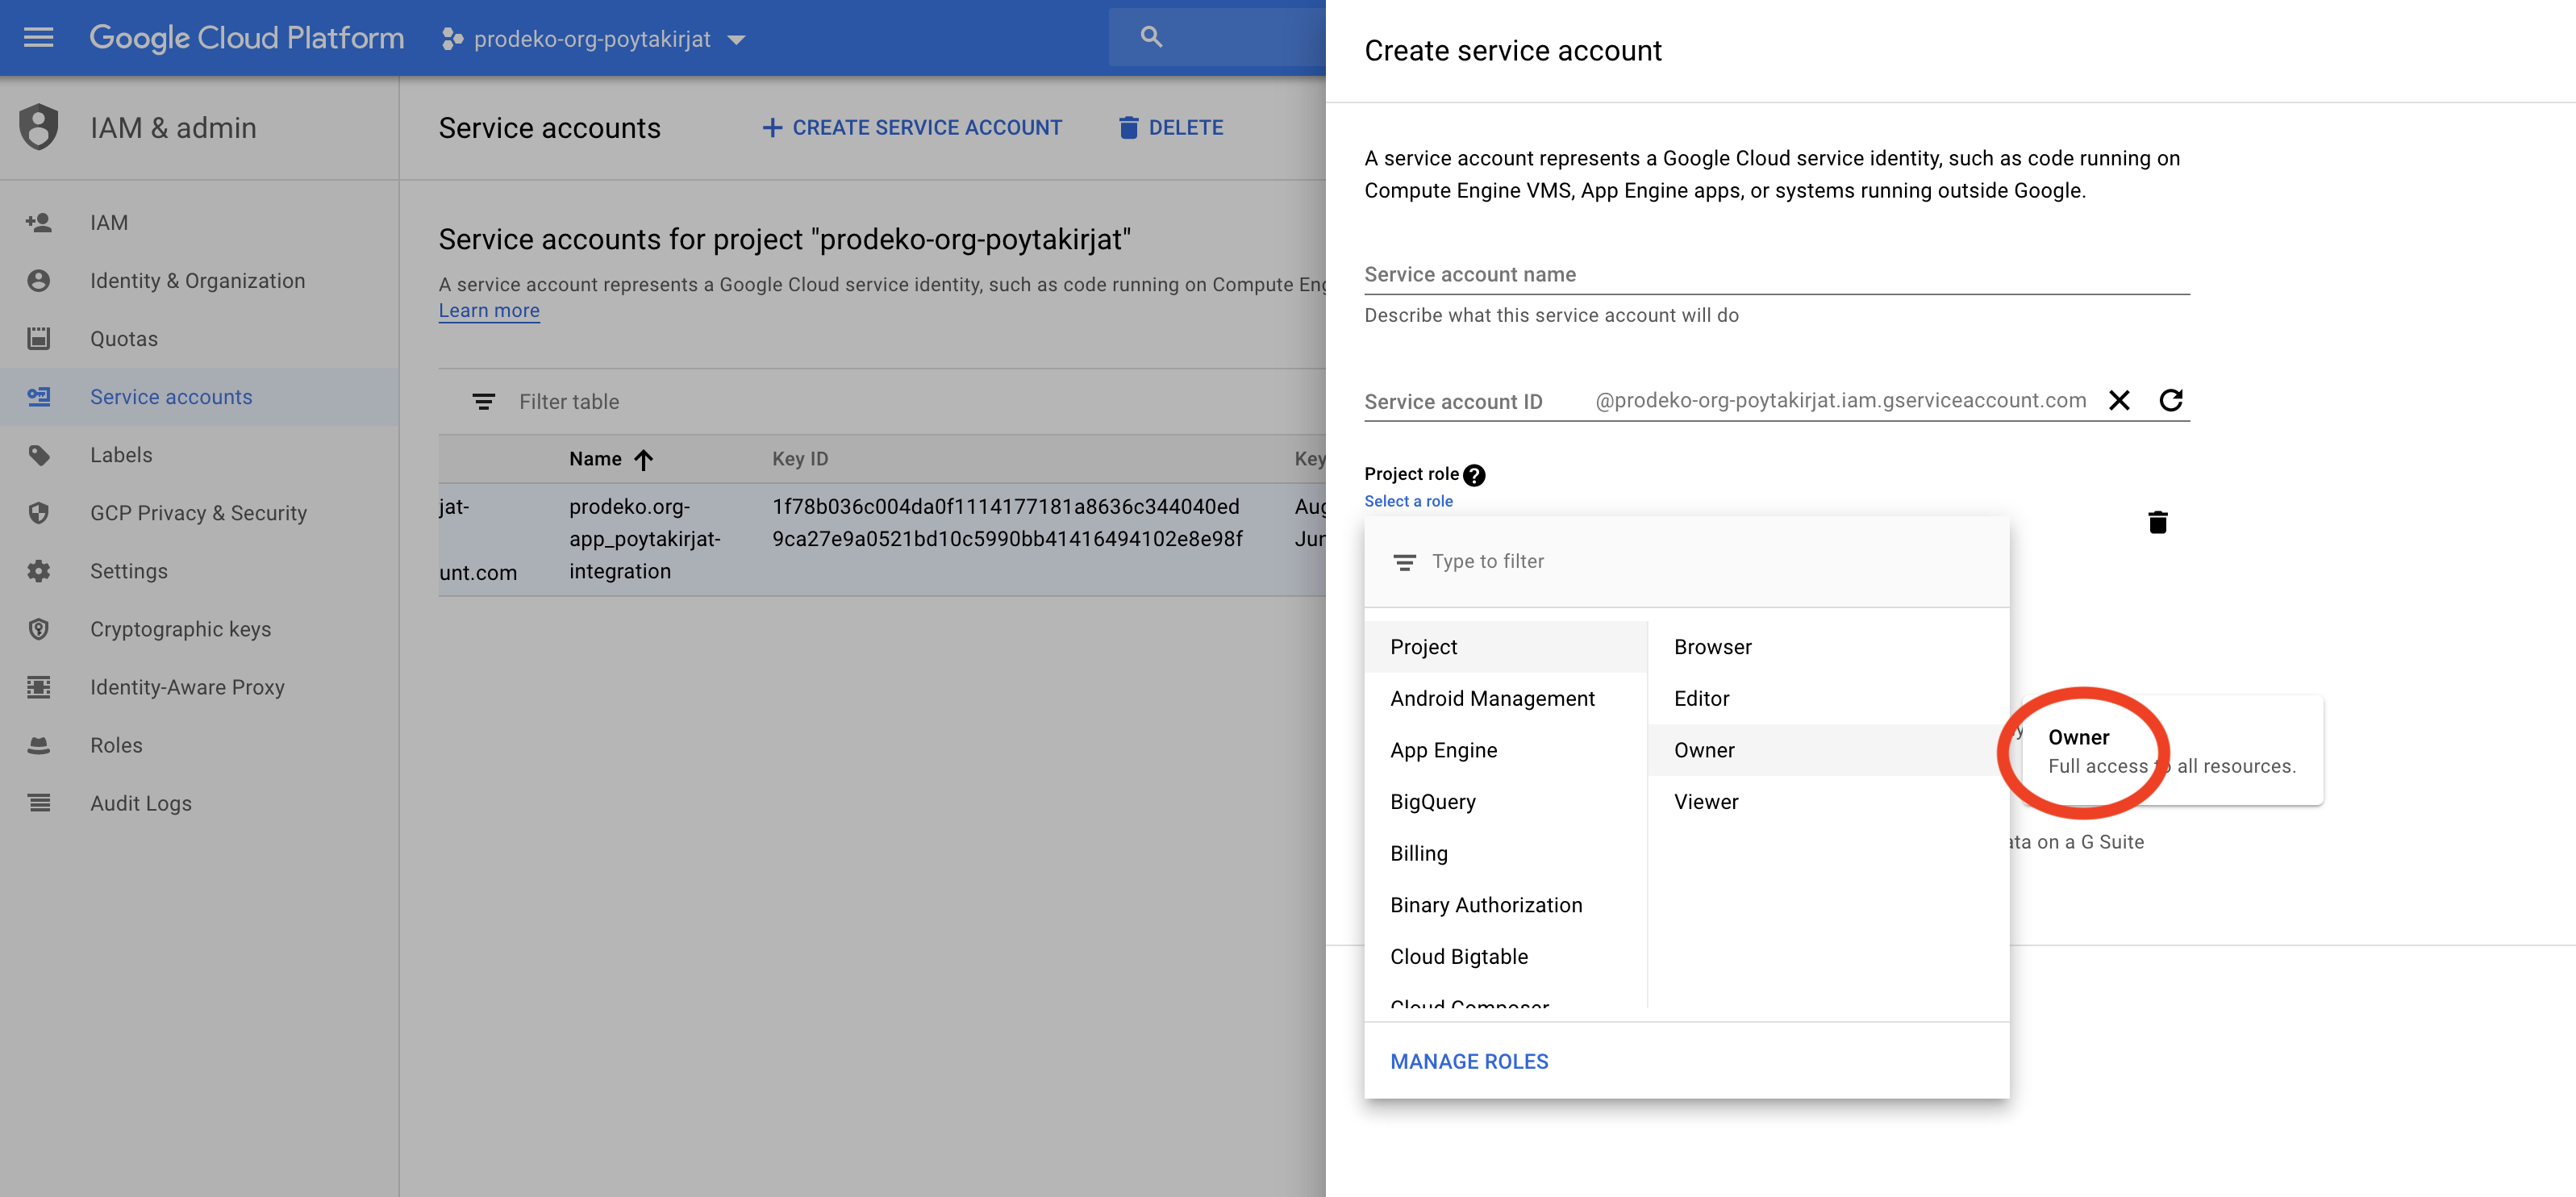 Google Cloud Platform
prodeko-org-poytakirjat
IAM & admin
IAM
Identity & Organization
Quotas
Service accounts
Labels
GCP Privacy & Security
Settings
Cryptographic keys
Identity-Aware Proxy
Roles
Audit Logs
Service accounts
CREATE SERVICE ACCOUNT
DELETE
Service accounts for project "prodeko-org-poytakirjat"
A service account represents a Google Cloud service identity, such as code running on Compute Eng
Learn more
Filter table
Name Key ID Key
jat- prodeko.org- 1f78b036c004da0f1114177181a8636c344040ed Aug
app_poytakirjat- 9ca27e9a0521bd10c5990bb41416494102e8e98f Jun
unt.com integration
Create service account
A service account represents a Google Cloud service identity, such as code running on
Compute Engine VMS, App Engine apps, or systems running outside Google.
Service account name
Describe what this service account will do
Service account ID @prodeko-org-poytakirjat.iam.gserviceaccount.com
Project role
Select a role
Type to filter
Project
Android Management
App Engine
BigQuery
Billing
Binary Authorization
Cloud Bigtable
Cloud Composer
Browser
Editor
Owner
Viewer
Owner
Full access to all resources.
ata on a G Suite
MANAGE ROLES